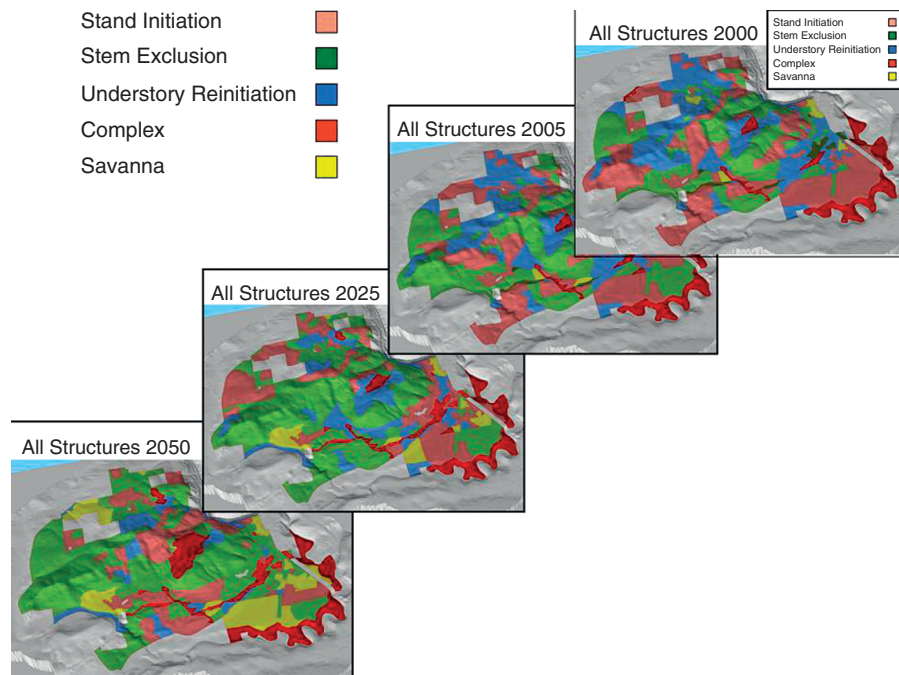 Stand Initiation
Stem Exclusion
Understory Reinitiation
Complex
Savanna
All Structures 2000
Stand Initiation
Stem Exclusion
Understory Reinitiation
Complex
Savanna
All Structures 2005
All Structures 2025
All Structures 2050